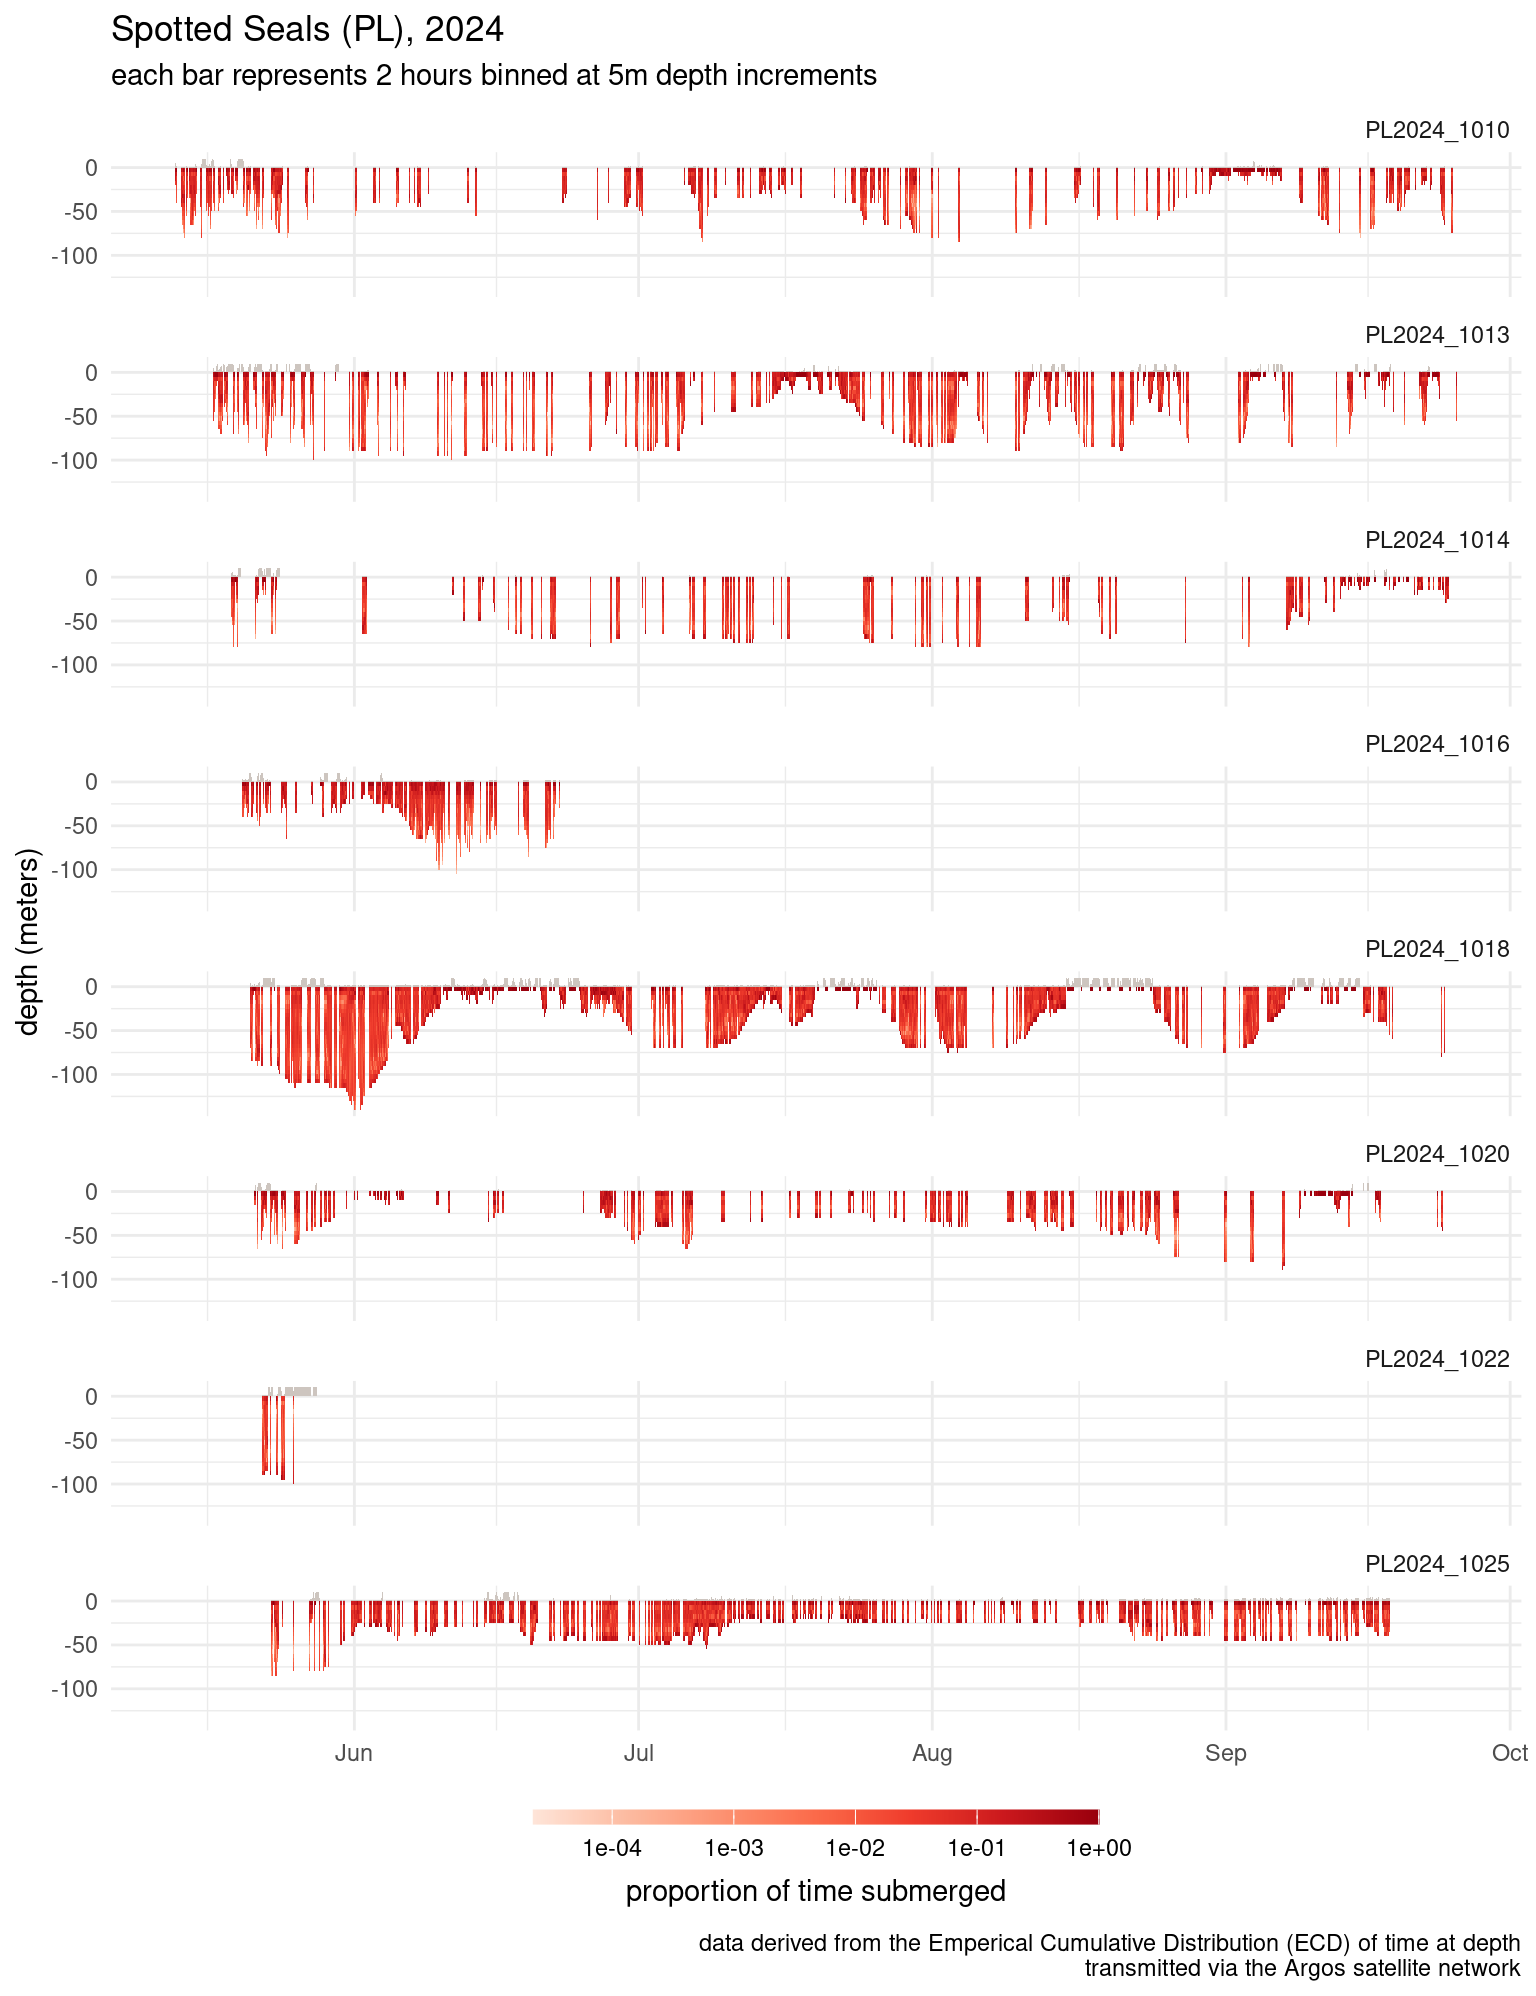 Spotted Seals (PL), 2024
each bar represents 2 hours binned at 5m depth increments
PL2024_1010
0
-50
-100
PL2024_1013
0
-50
-100
PL2024_1014
0
-50
-100
PL2024_1016
0
-50
-100
depth (meters)
PL2024_1018
0
-50
-100
PL2024_1020
0
-50
-100
PL2024_1022
0
-50
-100
PL2024_1025
0
-50
-100
Jun Jul Aug Sep Oct
1e-04 1e-03 1e-02 1e-01 1e+00
proportion of time submerged
data derived from the Emperical Cumulative Distribution (ECD) of time at depth
transmitted via the Argos satellite network